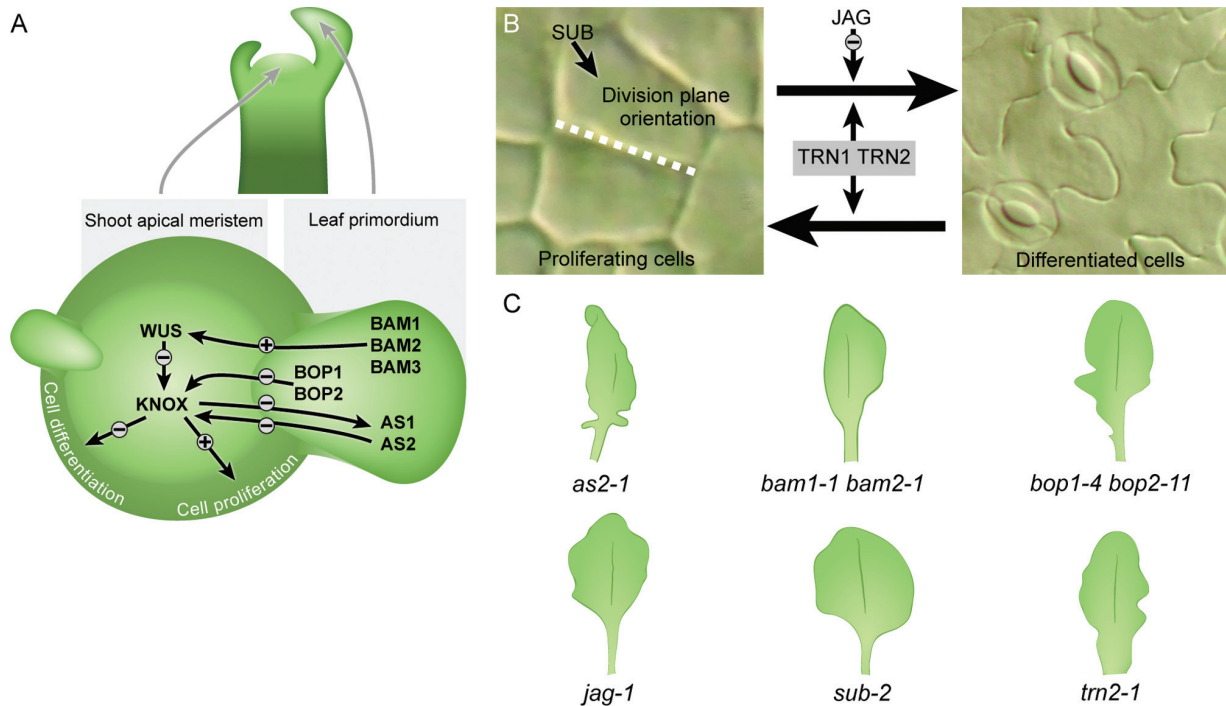 A
Shoot apical meristem
Leaf primordium
WUS
BAM1
BAM2
BAM3
+
−
BOP1
BOP2
−
KNOX
−
AS1
AS2
−
−
+
Cell differentiation
Cell proliferation
B
SUB
Division plane
orientation
Proliferating cells
JAG
−
TRN1 TRN2
Differentiated cells
C
as2-1
bam1-1 bam2-1
bop1-4 bop2-11
jag-1
sub-2
trn2-1